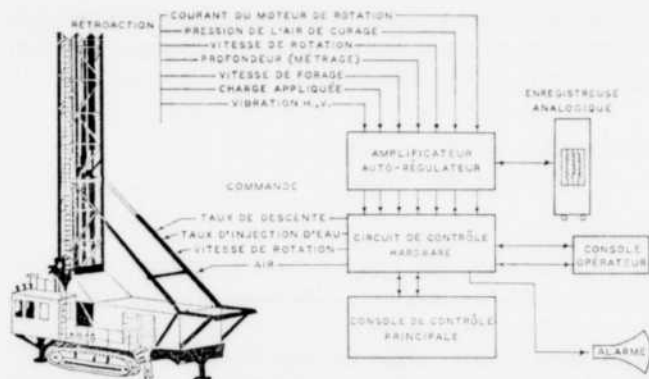 RÉTROACTION
COURANT DU MOTEUR DE ROTATION
PRESSION DE L'AIR DE CURAGE
VITESSE DE ROTATION
PROFONDEUR (MÉTRAGE)
VITESSE DE FORAGE
CHARGE APPLIQUÉE
VIBRATION H.,V.
ENREGISTREUSE
ANALOGIQUE
AMPLIFICATEUR
AUTO-RÉGULATEUR
COMMANDE
TAUX DE DESCENTE
TAUX D'INJECTION D'EAU
VITESSE DE ROTATION
AIR
CIRCUIT DE CONTRÔLE
HARDWARE
CONSOLE
OPÉRATEUR
CONSOLE DE CONTRÔLE
PRINCIPALE
ALARME